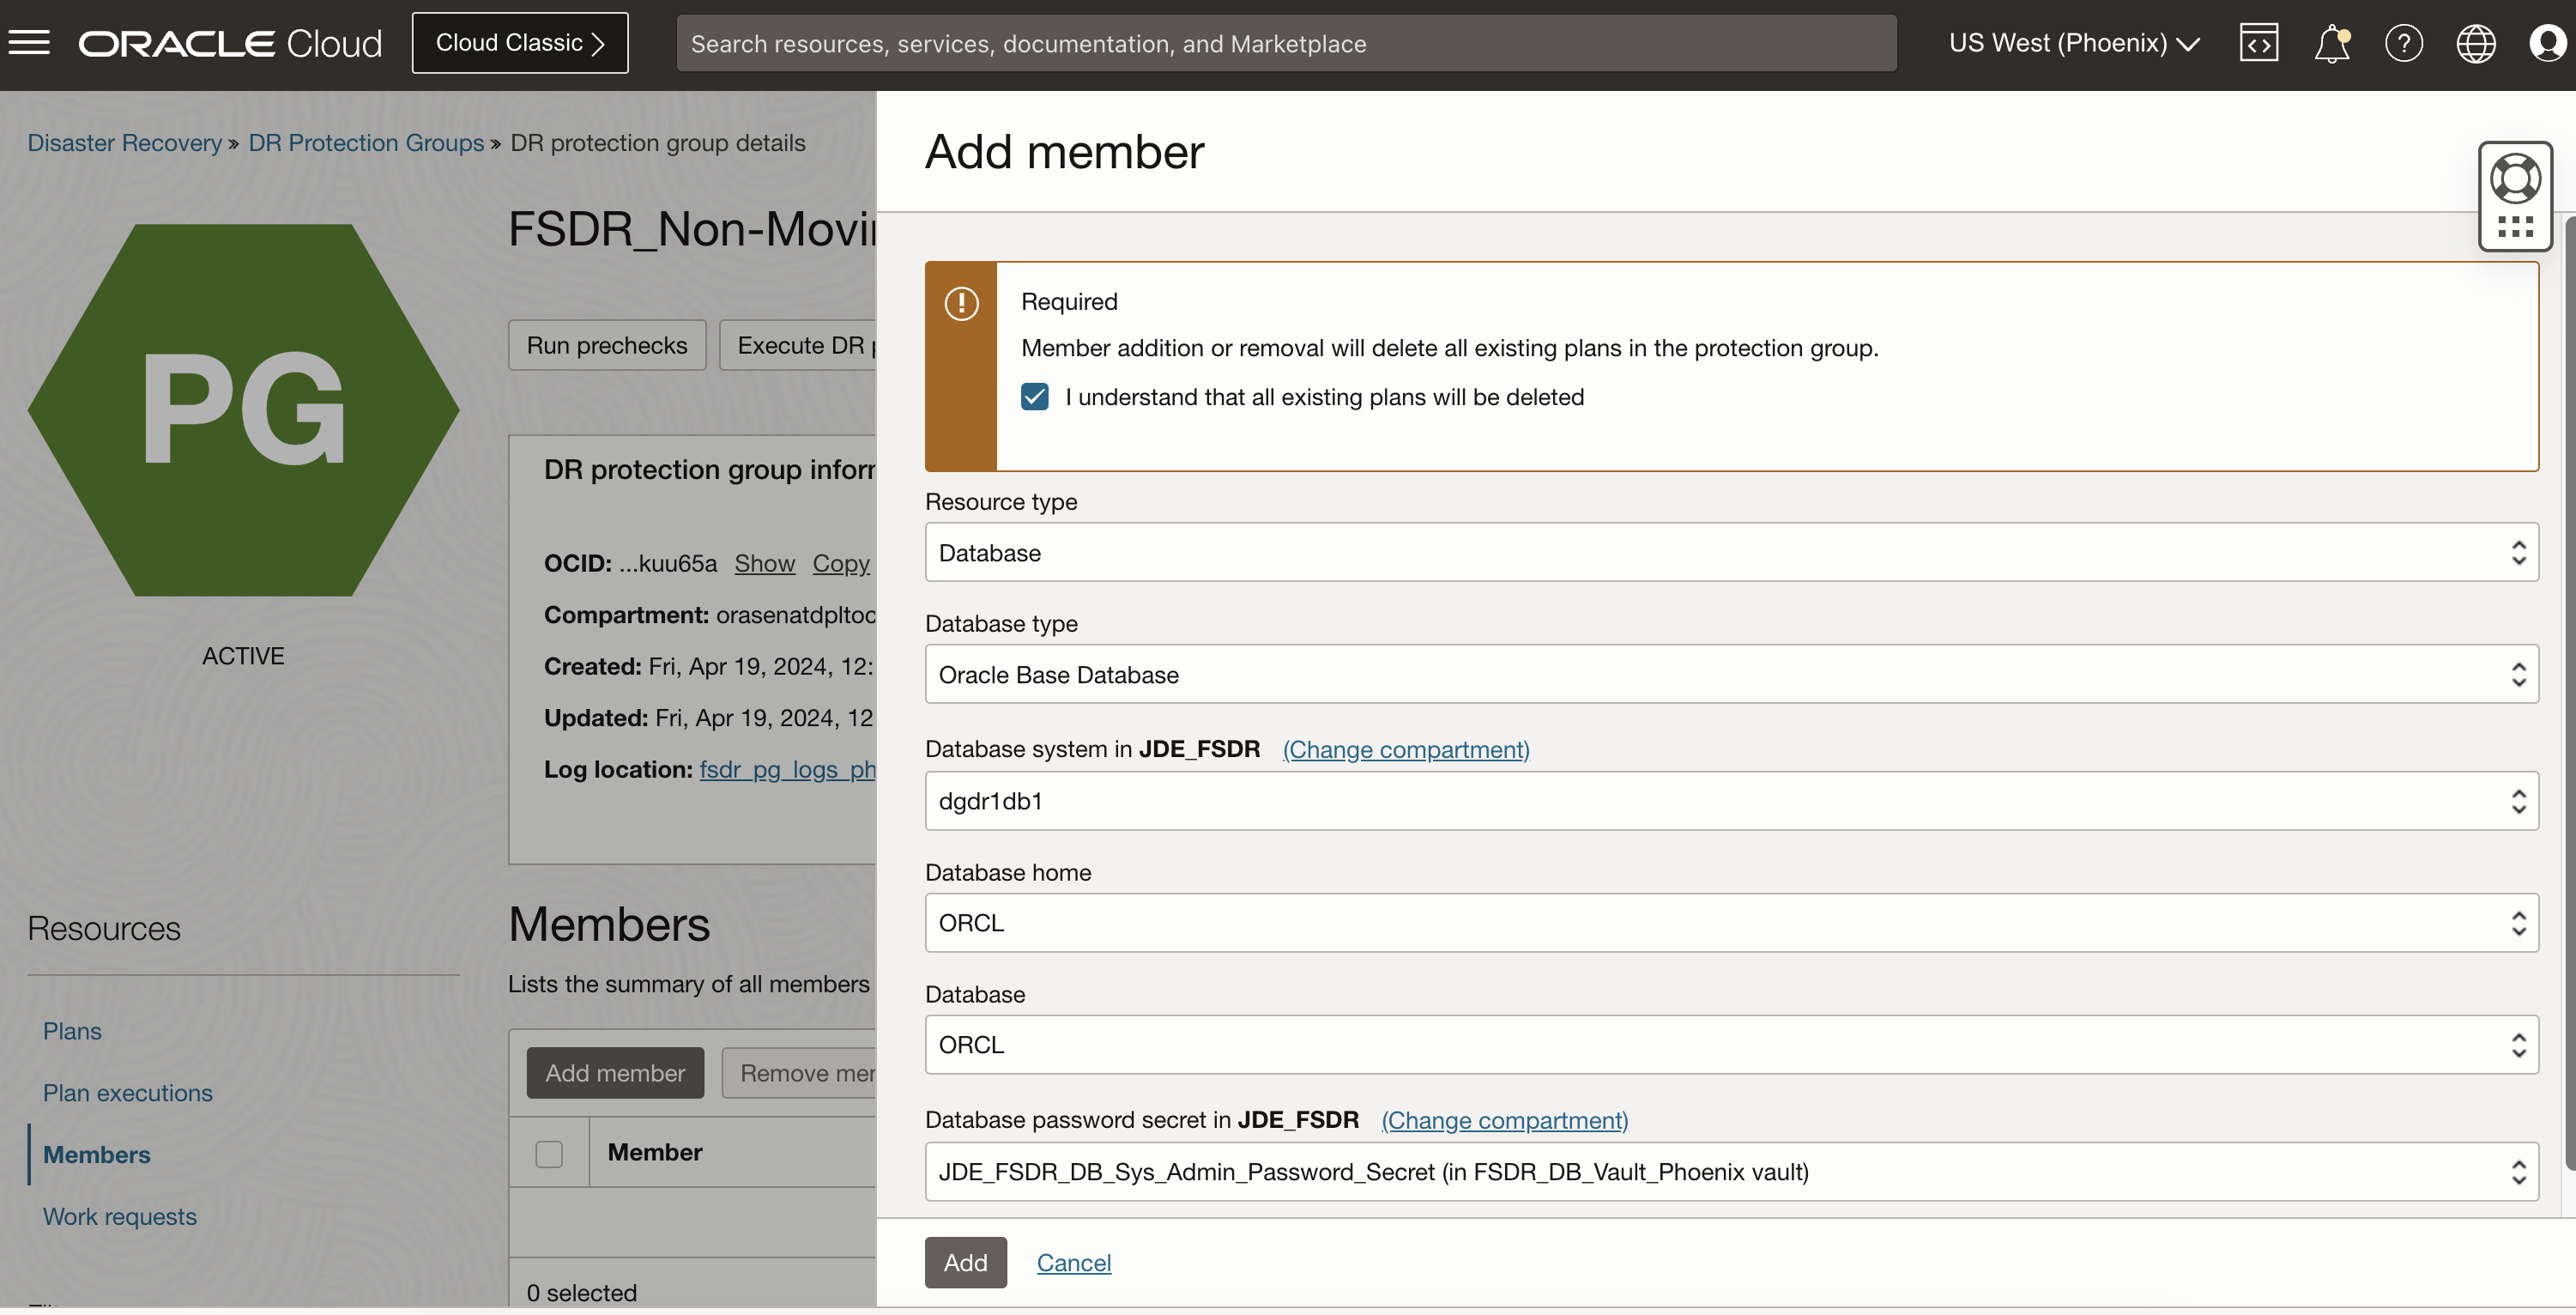 ORACLE Cloud
Cloud Classic
Search resources, services, documentation, and Marketplace
US West (Phoenix)
Disaster Recovery » DR Protection Groups » DR protection group details
PG
ACTIVE
FSDR_Non-Movi
Run prechecks
Execute DR
DR protection group infor
OCID: ...kuu65a Show Copy
Compartment: orasenatdpltoc
Created: Fri, Apr 19, 2024, 12:
Updated: Fri, Apr 19, 2024, 12
Log location: fsdr_pg_logs_ph
Resources
Plans
Plan executions
Members
Work requests
Members
Lists the summary of all members
Add member
Remove mer
Member
0 selected
Add member
Required
Member addition or removal will delete all existing plans in the protection group.
I understand that all existing plans will be deleted
Resource type
Database
Database type
Oracle Base Database
Database system in JDE_FSDR (Change compartment)
dgdr1db1
Database home
ORCL
Database
ORCL
Database password secret in JDE_FSDR (Change compartment)
JDE_FSDR_DB_Sys_Admin_Password_Secret (in FSDR_DB_Vault_Phoenix vault)
Add
Cancel